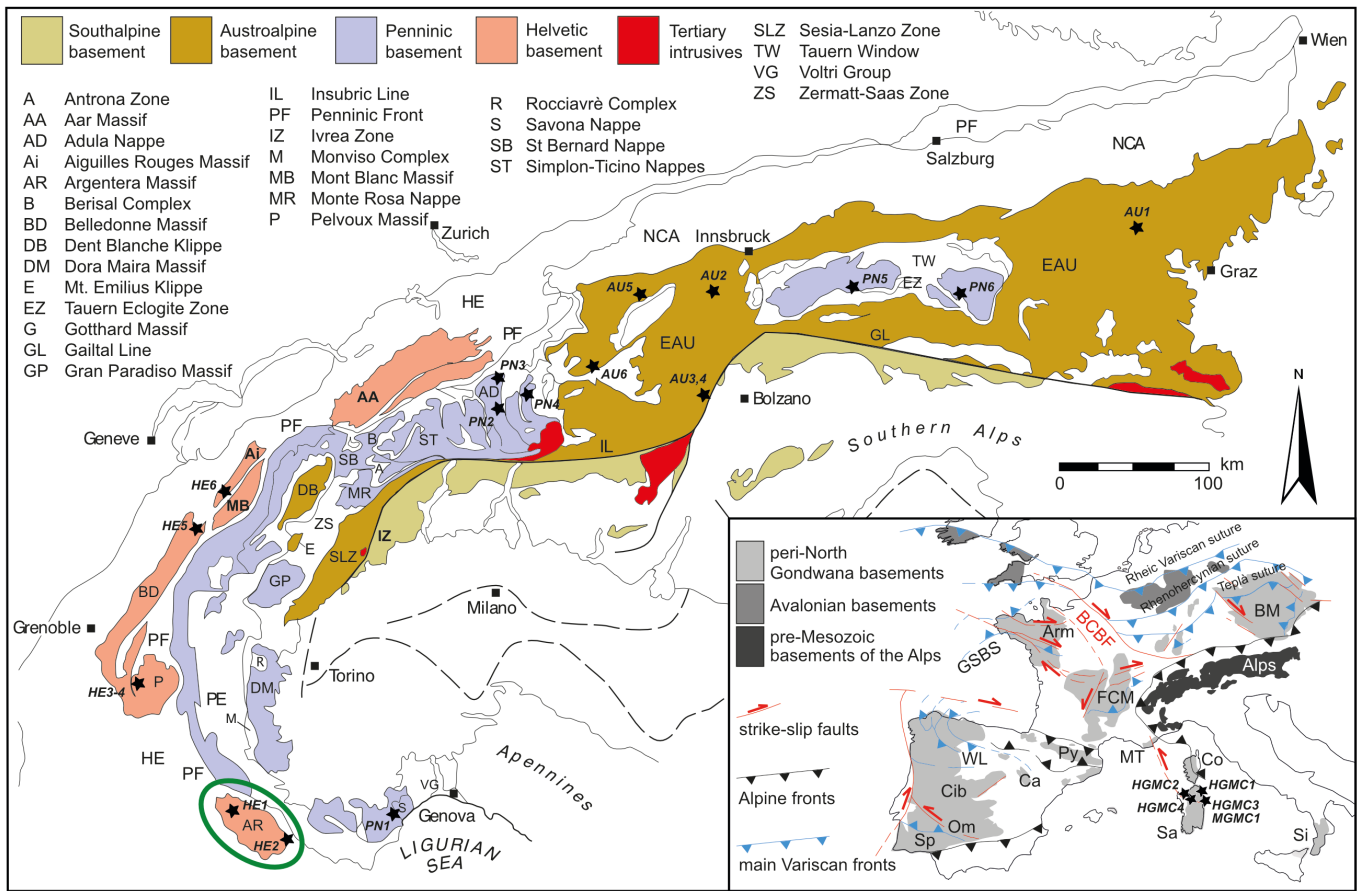 Southalpine
basement
Austroalpine
basement
Penninic
basement
Helvetic
basement
Tertiary
intrusives
SLZ Sesia-Lanzo Zone
TW Tauern Window
VG Voltri Group
ZS Zermatt-Saas Zone
A Antrona Zone
AA Aar Massif
AD Adula Nappe
Ai Aiguilles Rouges Massif
AR Argentera Massif
B Berisal Complex
BD Belledonne Massif
DB Dent Blanche Klippe
DM Dora Maira Massif
E Mt. Emilius Klippe
EZ Tauern Eclogite Zone
G Gotthard Massif
GL Gailtal Line
GP Gran Paradiso Massif
IL Insubric Line
PF Penninic Front
IZ Ivrea Zone
M Monviso Complex
MB Mont Blanc Massif
MR Monte Rosa Nappe
P Pelvoux Massif
R Rocciavrè Complex
S Savona Nappe
SB St Bernard Nappe
ST Simplon-Ticino Nappes
Wien
PF
Salzburg
NCA
Zurich
NCA
Innsbruck
AU1
EAU
Graz
TW
PN5
EZ
PN6
AU5
AU2
HE
PF
EAU
GL
AU6
AU3,4
Bolzano
PN3
AD
PN4
PN2
AA
Geneve
PF
B
ST
SB
A
MR
IL
Southern Alps
N
km
0
100
Ai
HE6
MB
HE5
DB
ZS
E
IZ
SLZ
GP
BD
Milano
Grenoble
PF
HE3-4
P
PE
R
DM
Torino
M
HE
PF
Apennines
VG
S
PN1
Genova
HE1
AR
HE2
LIGURIAN
SEA
peri-North
Gondwana basements
Avalonian basements
pre-Mesozoic
basements of the Alps
strike-slip faults
Alpine fronts
main Variscan fronts
Rheic Variscan suture
Rhenohercynian suture
Teplà suture
BM
BCBF
Arm
GSBS
Alps
FCM
WL
Py
MT
Co
Ca
Cib
HGMC2
HGMC1
HGMC4
HGMC3
MGMC1
Om
Sp
Sa
Si